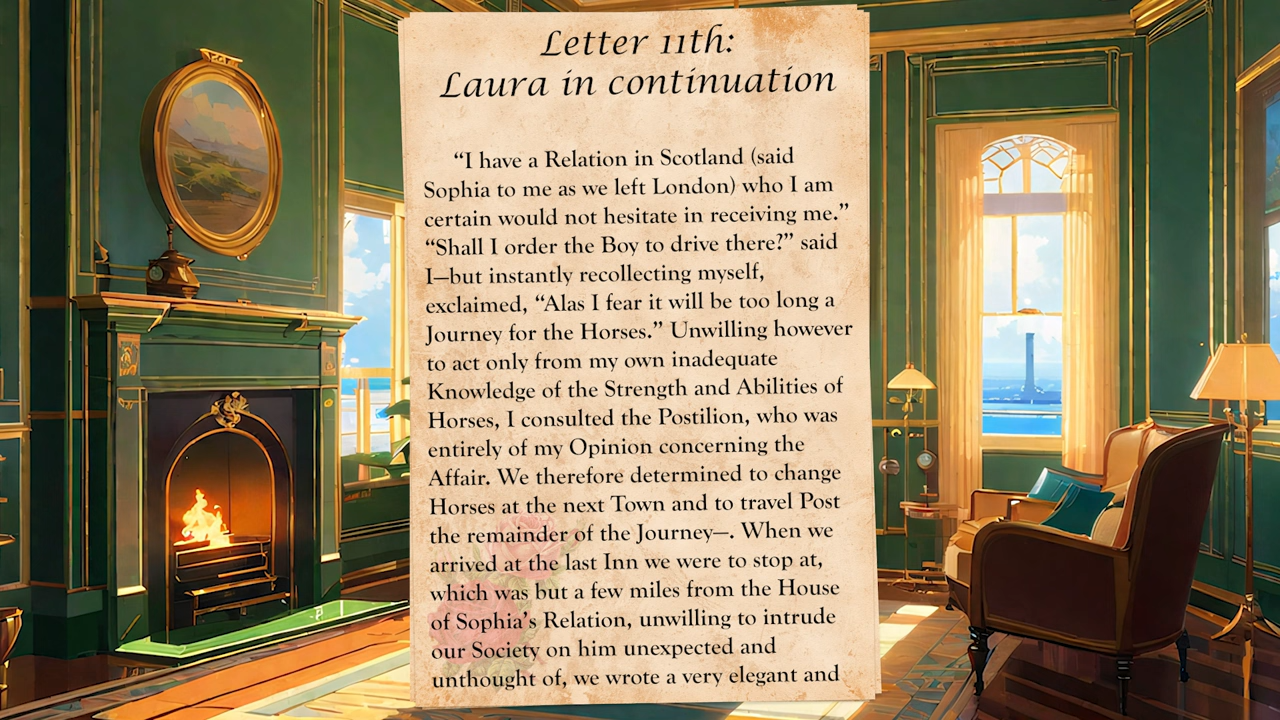 Letter 11th:
Laura in continuation
“I have a Relation in Scotland (said
Sophia to me as we left London) who I am
certain would not hesitate in receiving me.”
“Shall I order the Boy to drive there?” said
I—but instantly recollecting myself,
exclaimed, “Alas I fear it will be too long a
Journey for the Horses.” Unwilling however
to act only from my own inadequate
Knowledge of the Strength and Abilities of
Horses, I consulted the Postilion, who was
entirely of my Opinion concerning the
Affair. We therefore determined to change
Horses at the next Town and to travel Post
the remainder of the Journey—. When we
arrived at the last Inn we were to stop at,
which was but a few miles from the House
of Sophia’s Relation, unwilling to intrude
our Society on him unexpected and
unthought of, we wrote a very elegant and